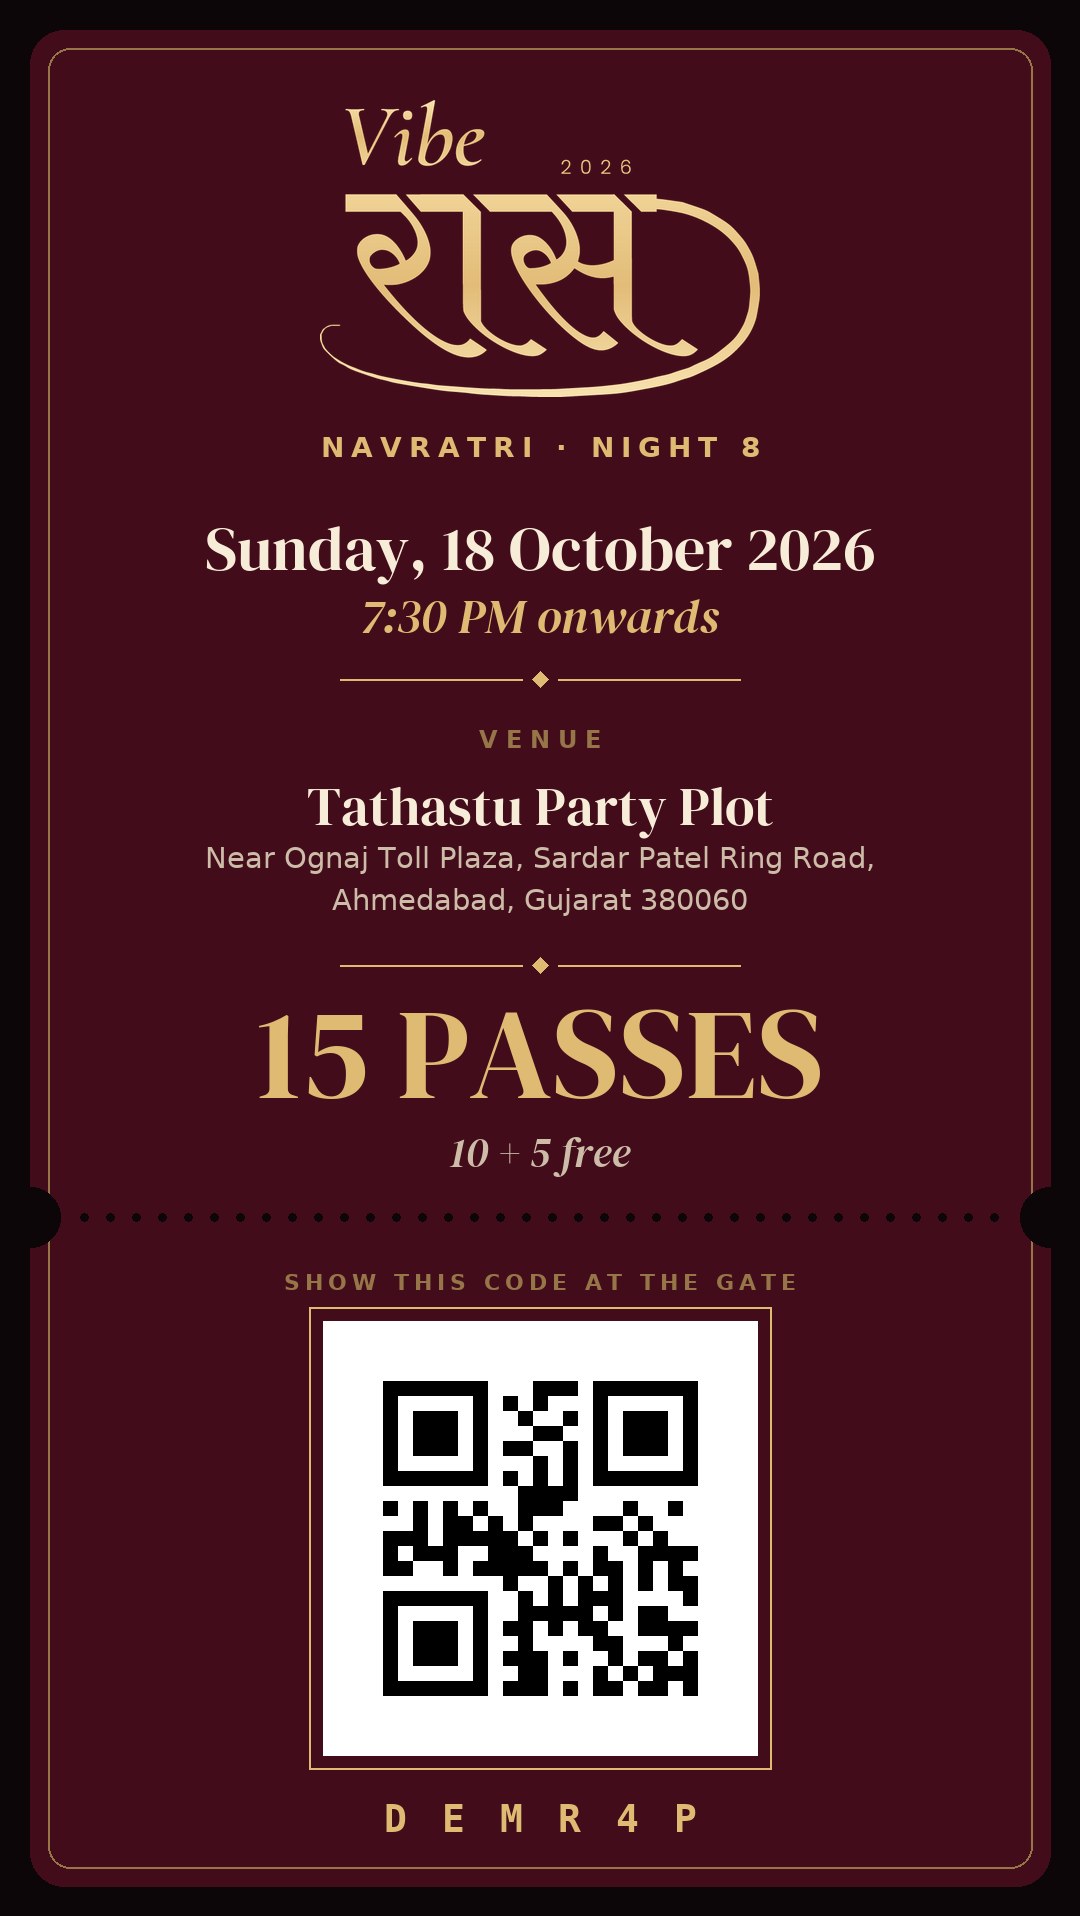 Vibe
2026
रास
NAVRATRI · NIGHT 8
Sunday, 18 October 2026
7:30 PM onwards
VENUE
Tathastu Party Plot
Near Ognaj Toll Plaza, Sardar Patel Ring Road,
Ahmedabad, Gujarat 380060
15 PASSES
10 + 5 free
SHOW THIS CODE AT THE GATE
DEMR4P